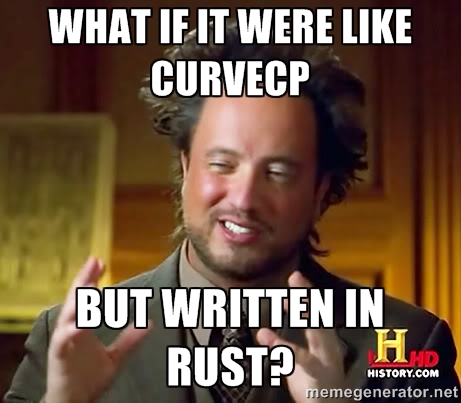 WHAT IF IT WERE LIKE
CURVECP
BUT WRITTEN IN
RUST?
H HD
HISTORY.COM
memegenerator.net